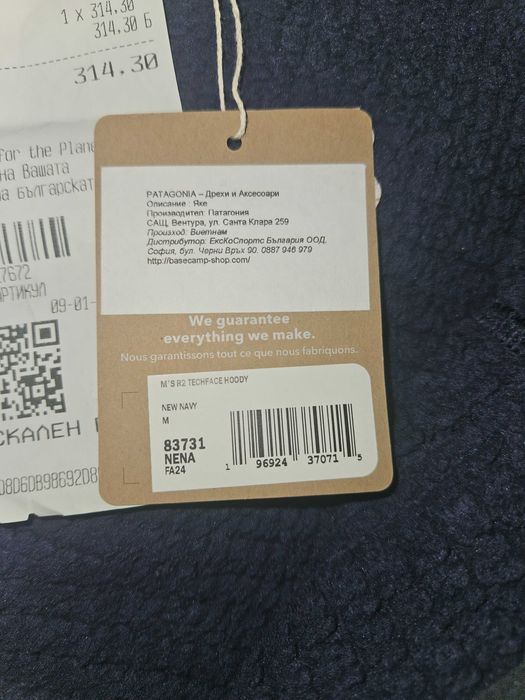 1 X 314.30
314.30 Б
314.30
for the Plane
на Вашата
на българскат
7672
АРТИКУЛ
09-01-
СКАЛЕН
D8D6DB98692D8
PATAGONIA – Дрехи и Аксесоари
Описание : Яке
Производител: Патагония
САЩ, Вентура, ул. Санта Клара 259
Произход: Виетнам
Дистрибутор: ЕксКоСпортс България ООД,
София, бул. Черни Връх 90. 0887 946 979
http://basecamp-shop.com/
We guarantee
everything we make.
Nous garantissons tout ce que nous fabriquons.
M'S R2 TECHFACE HOODY
NEW NAVY
M
83731
NENA
FA24
1 96924 37071 5